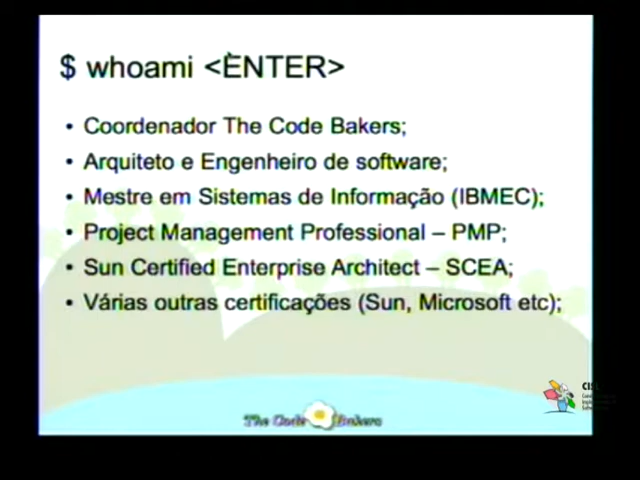 $ whoami <ENTER>
• Coordenador The Code Bakers;
• Arquiteto e Engenheiro de software;
• Mestre em Sistemas de Informação (IBMEC);
• Project Management Professional – PMP;
• Sun Certified Enterprise Architect – SCEA;
• Várias outras certificações (Sun, Microsoft etc);
The Code Bakers